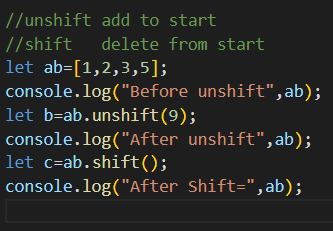 //unshift add to start
//shift   delete from start
let ab=[1,2,3,5];
console.log("Before unshift",ab);
let b=ab.unshift(9);
console.log("After unshift",ab);
let c=ab.shift();
console.log("After Shift=",ab);